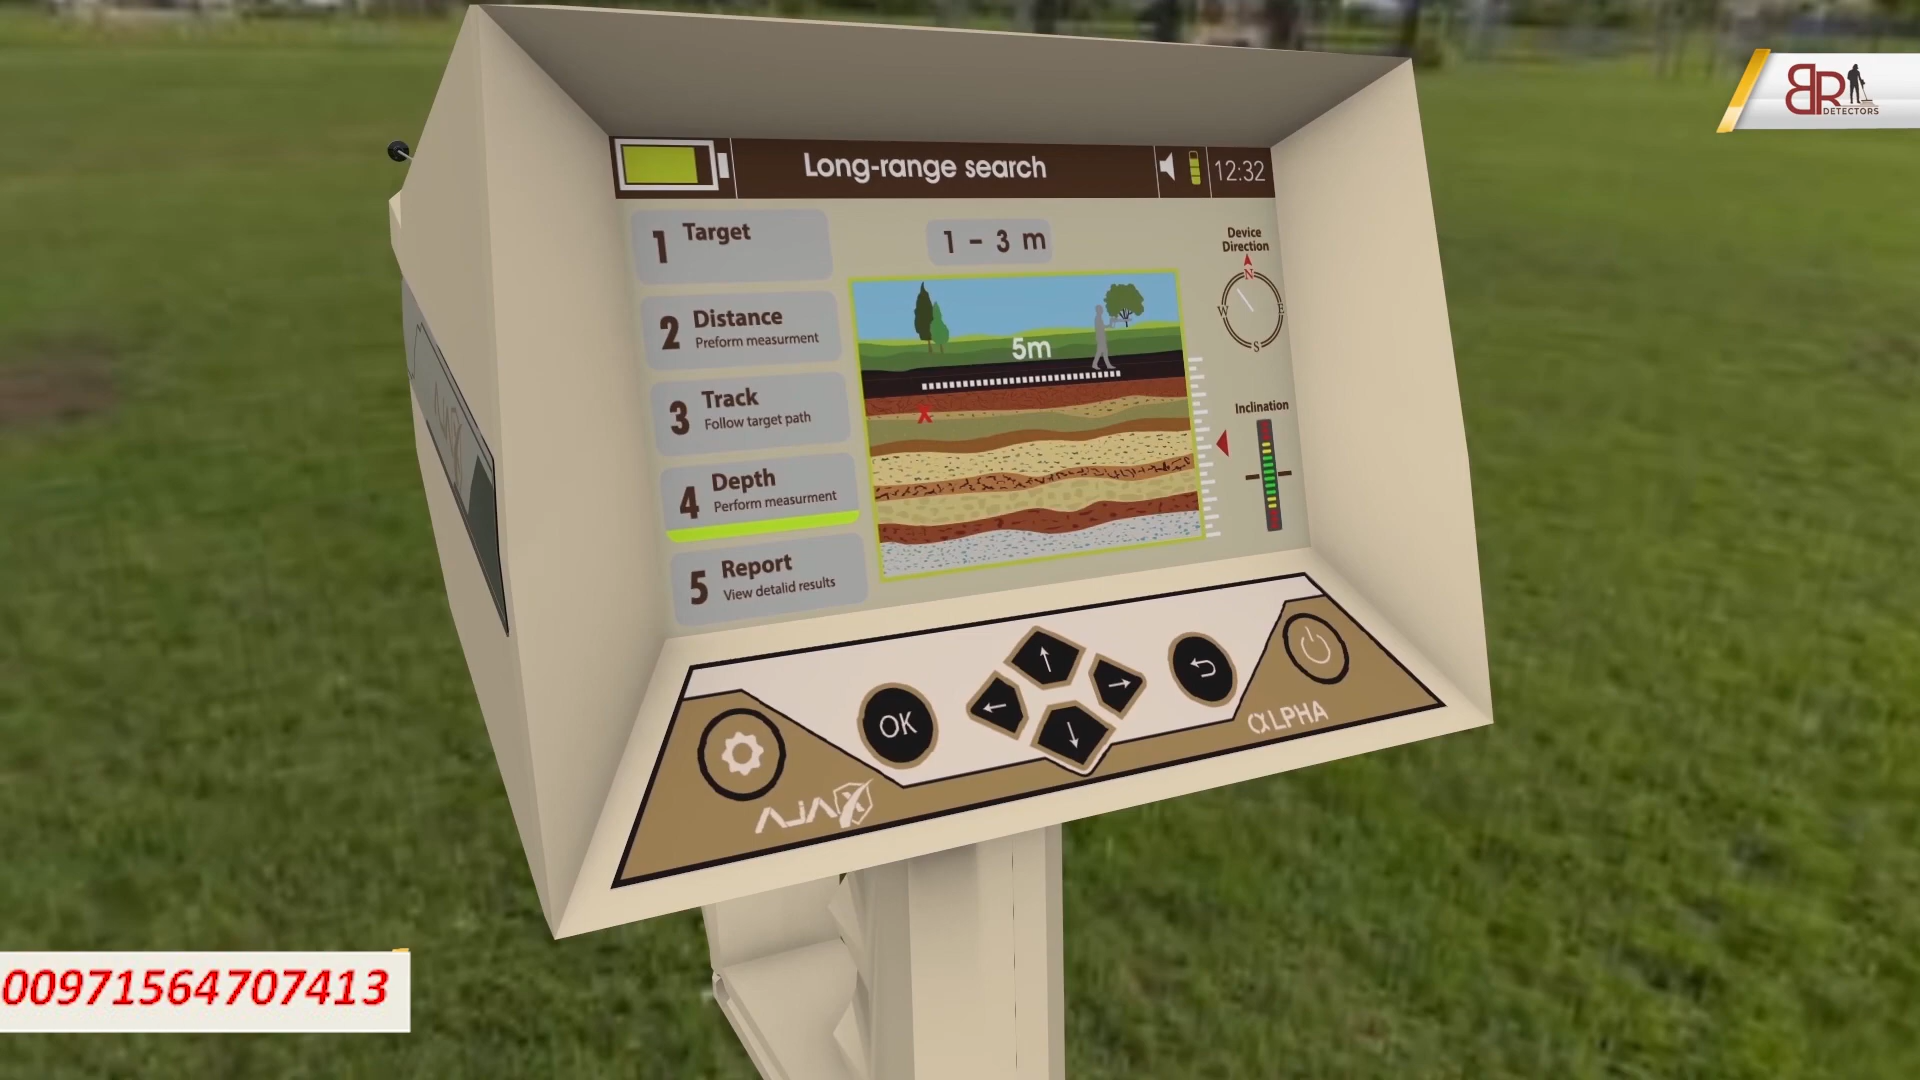 BR
DETECTORS
Long-range search
12:32
1 Target
2 Distance
Preform measurment
3 Track
Follow target path
4 Depth
Perform measurment
5 Report
View detalid results
1 - 3 m
5m
x
Device
Direction
N
W
E
S
Inclination
OK
AJAX
αLPHA
AJAX
00971564707413